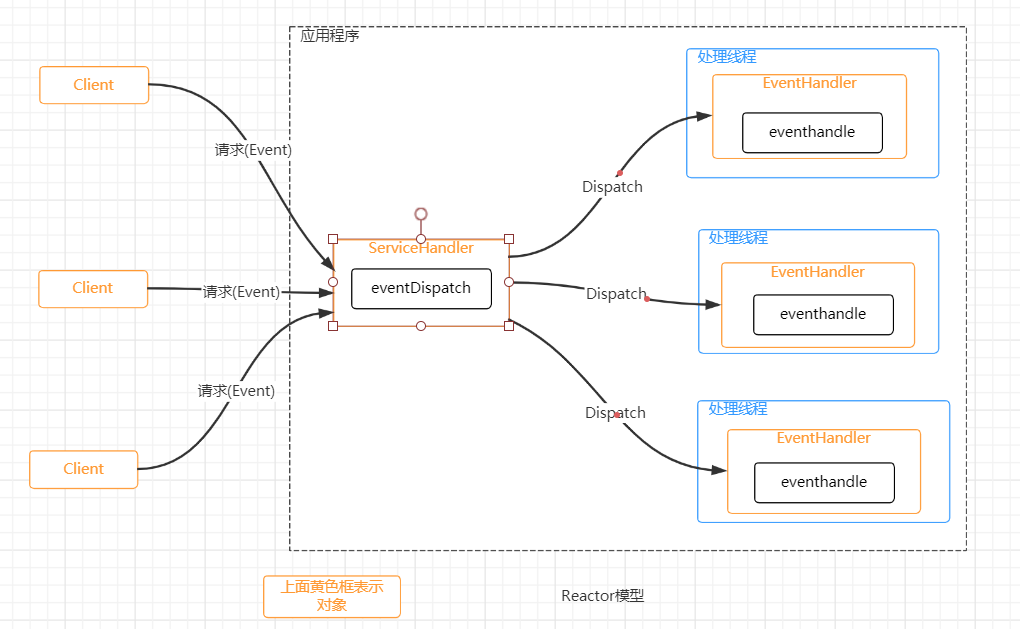 应用程序
处理线程
EventHandler
eventhandle
Client
请求(Event)
Dispatch
处理线程
EventHandler
eventhandle
ServiceHandler
eventDispatch
Client
请求(Event)
Dispatch
Client
请求(Event)
Dispatch
处理线程
EventHandler
eventhandle
上面黄色框表示
对象
Reactor模型